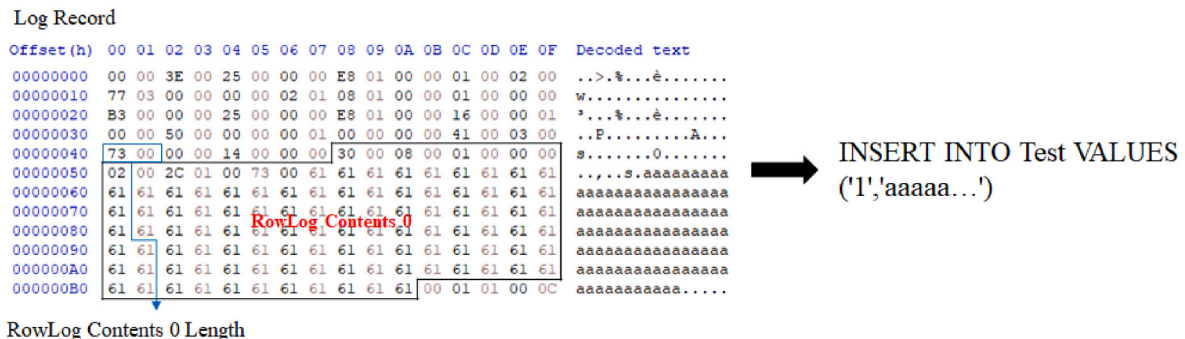 Log Record
Offset(h) 00 01 02 03 04 05 06 07 08 09 0A 0B 0C 0D 0E 0F Decoded text
00000000 00 00 3E 00 25 00 00 00 E8 01 00 00 01 00 02 00 ..>.%...è.......
00000010 77 03 00 00 00 00 02 01 08 01 00 00 01 00 00 00 w...............
00000020 B3 00 00 00 25 00 00 00 E8 01 00 00 16 00 00 01 ³...%...è.......
00000030 00 00 50 00 00 00 00 01 00 00 00 00 41 00 03 00 ..P.........A...
00000040 73 00 00 00 14 00 00 00 30 00 08 00 01 00 00 00 s.......0.......
00000050 02 00 2C 01 00 73 00 61 61 61 61 61 61 61 61 61 ..,..s.aaaaaaaaa
00000060 61 61 61 61 61 61 61 61 61 61 61 61 61 61 61 61 aaaaaaaaaaaaaaaa
00000070 61 61 61 61 61 61 61 61 61 61 61 61 61 61 61 61 aaaaaaaaaaaaaaaa
RowLog Contents 0
00000080 61 61 61 61 61 61 61 61 61 61 61 61 61 61 61 61 aaaaaaaaaaaaaaaa
00000090 61 61 61 61 61 61 61 61 61 61 61 61 61 61 61 61 aaaaaaaaaaaaaaaa
000000A0 61 61 61 61 61 61 61 61 61 61 61 61 61 61 61 61 aaaaaaaaaaaaaaaa
000000B0 61 61 61 61 61 61 61 61 61 61 61 00 01 01 00 0C aaaaaaaaaaa.....
RowLog Contents 0 Length
INSERT INTO Test VALUES
('1','aaaaa…')